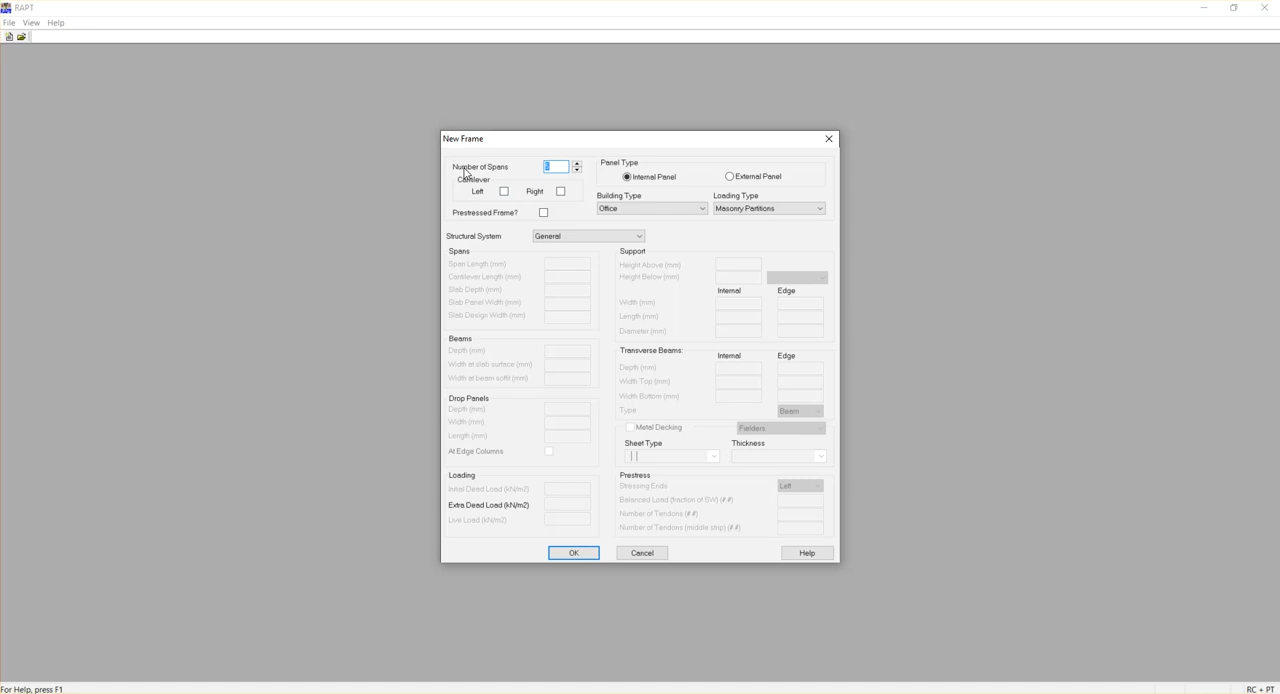 RAPT
File View Help
New Frame
Number of Spans
Cantilever
Left Right
Prestressed Frame?
Panel Type
Internal Panel External Panel
Building Type Loading Type
Office Masonry Partitions
Structural System General
Spans
Span Length (mm)
Cantilever Length (mm)
Slab Depth (mm)
Slab Panel Width (mm)
Slab Design Width (mm)
Support
Height Above (mm)
Height Below (mm)
Internal Edge
Width (mm)
Length (mm)
Diameter (mm)
Beams
Depth (mm)
Width at slab surface (mm)
Width at beam soffit (mm)
Transverse Beams: Internal Edge
Depth (mm)
Width Top (mm)
Width Bottom (mm)
Type Beam
Drop Panels
Depth (mm)
Width (mm)
Length (mm)
At Edge Columns
Metal Decking Fielders
Sheet Type Thickness
Loading
Initial Dead Load (kN/m2)
Extra Dead Load (kN/m2)
Live Load (kN/m2)
Prestress
Stressing Ends Left
Balanced Load (fraction of SW) (##)
Number of Tendons (##)
Number of Tendons (middle strip) (##)
OK Cancel Help
For Help, press F1 RC + PT